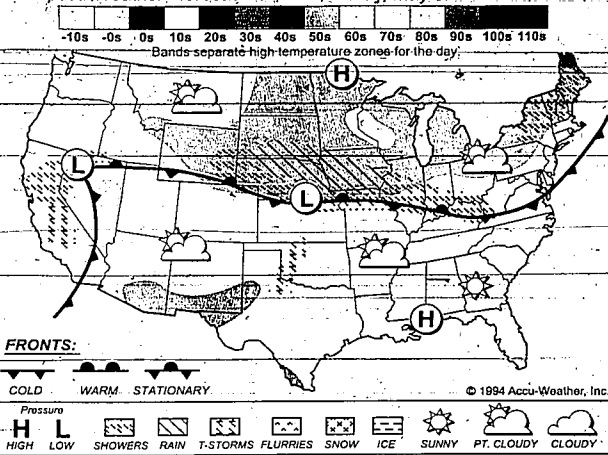 -10s -0s 0s 10s 20s 30s 40s 50s 60s 70s 80s 90s 100s 110s
Bands separate high temperature zones for the day.
H
L
L
H
FRONTS:
COLD WARM STATIONARY
© 1994 Accu-Weather, Inc.
Pressure
H L
HIGH LOW SHOWERS RAIN T-STORMS FLURRIES SNOW ICE SUNNY PT. CLOUDY CLOUDY